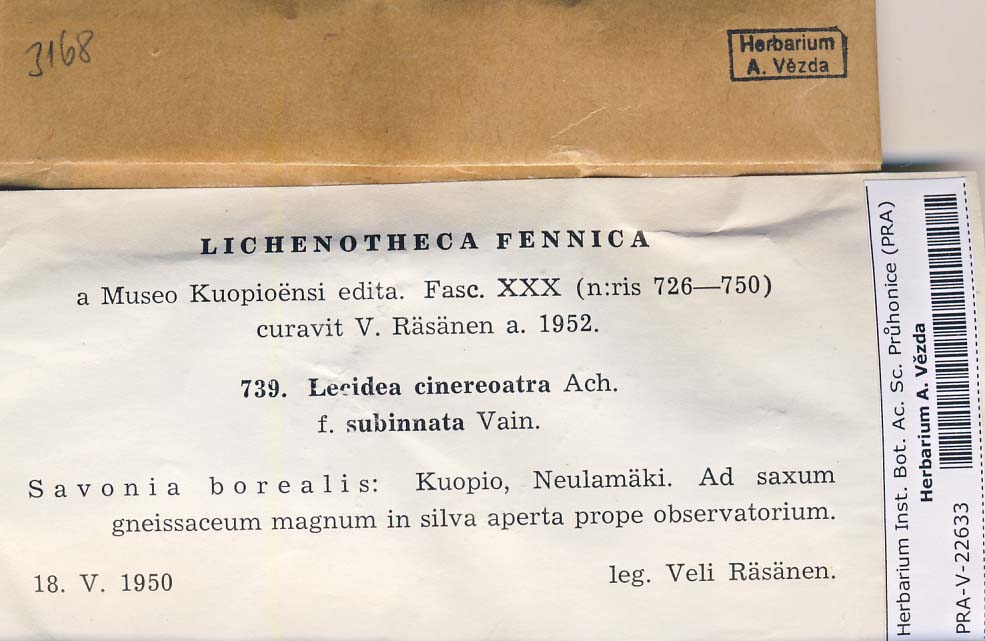 3168
Herbarium
A. Vězda
LICHENOTHECA FENNICA
a Museo Kuopioënsi edita. Fasc. XXX (n:ris 726—750)
curavit V. Räsänen a. 1952.
739. Lecidea cinereoatra Ach.
f. subinnata Vain.
Savonia borealis: Kuopio, Neulamäki. Ad saxum
gneissaceum magnum in silva aperta prope observatorium.
18. V. 1950
leg. Veli Räsänen.
Herbarium Inst. Bot. Ac. Sc. Průhonice (PRA)
Herbarium A. Vězda
PRA-V-22633